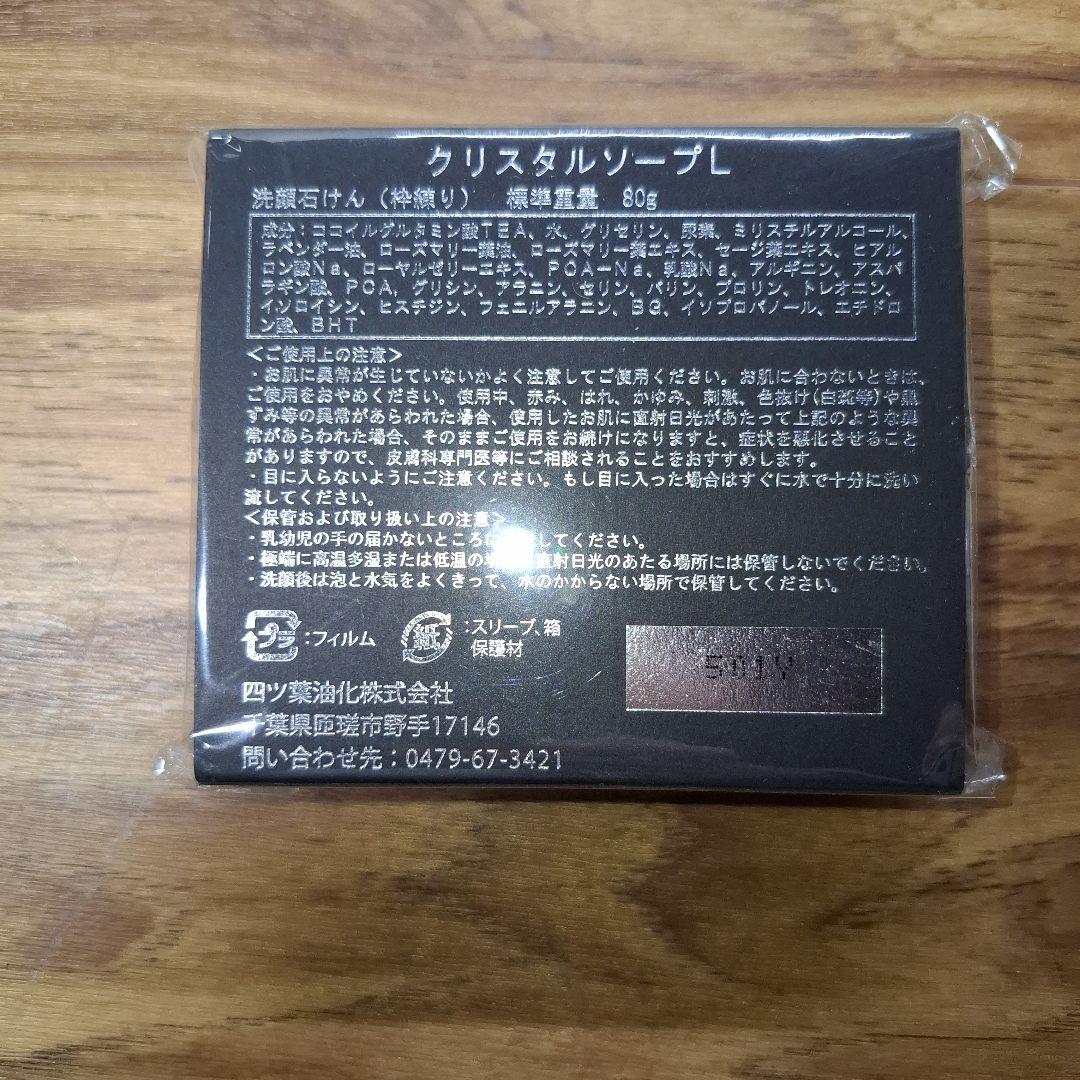 クリスタルソープL
洗顔石けん（枠練り）　標準重量　80g
成分：ココイルグルタミン酸TEA、水、グリセリン、尿素、ミリスチルアルコール、
ラベンダー油、ローズマリー葉油、ローズマリー葉エキス、セージ葉エキス、ヒアル
ロン酸Na、ローヤルゼリーエキス、PCA－Na、乳酸Na、アルギニン、アスパ
ラギン酸、PCA、グリシン、アラニン、セリン、バリン、プロリン、トレオニン、
イソロイシン、ヒスチジン、フェニルアラニン、BG、イソプロパノール、エチドロ
ン酸、BHT
＜ご使用上の注意＞
・お肌に異常が生じていないかよく注意してご使用ください。お肌に合わないときは、
ご使用をおやめください。使用中、赤み、はれ、かゆみ、刺激、色抜け(白斑等)や黒
ずみ等の異常があらわれた場合、使用したお肌に直射日光があたって上記のような異
常があらわれた場合、そのままご使用をお続けになりますと、症状を悪化させること
がありますので、皮膚科専門医等にご相談されることをおすすめします。
・目に入らないようにご注意ください。もし目に入った場合はすぐに水で十分に洗い
流してください。
＜保管および取り扱い上の注意＞
・乳幼児の手の届かないところに してください。
・極端に高温多湿または低温の 直射日光のあたる場所には保管しないでください。
・洗顔後は泡と水気をよくきって、水のかからない場所で保管してください。
プラ：フィルム
紙：スリーブ、箱
保護材
501Y
四ツ葉油化株式会社
千葉県匝瑳市野手17146
問い合わせ先：0479-67-3421